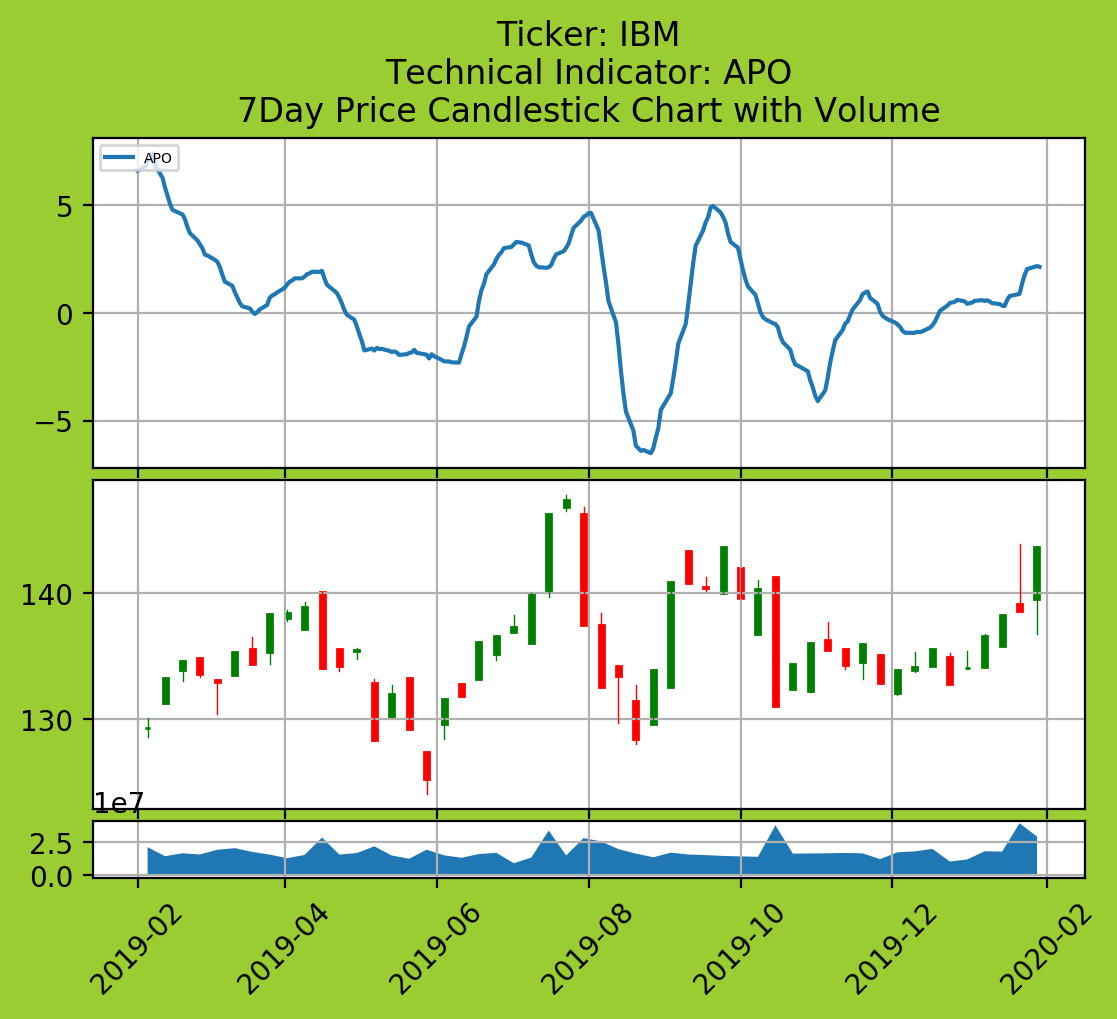 Ticker: IBM
Technical Indicator: APO
7Day Price Candlestick Chart with Volume
APO
5
0
−5
140
130
1e7
2.5
0.0
2019-02
2019-04
2019-06
2019-08
2019-10
2019-12
2020-02